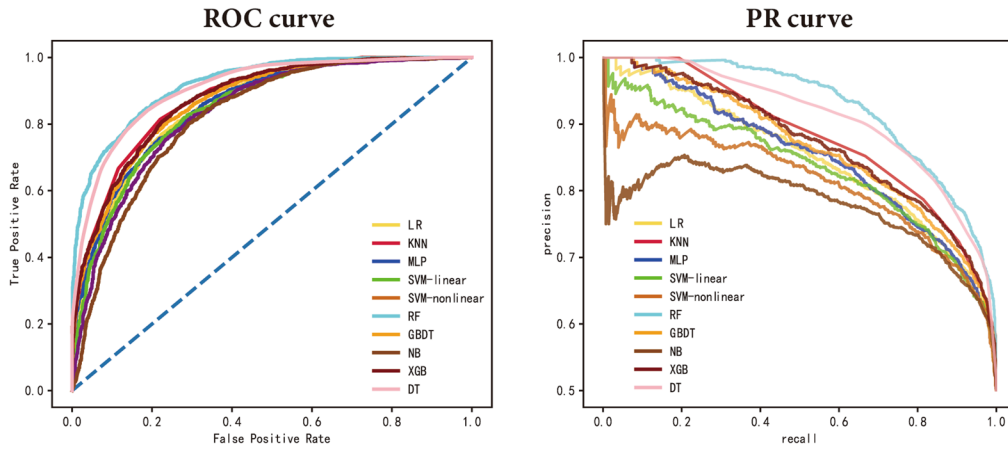 ROC curve
1.0
0.8
0.6
0.4
0.2
0.0
True Positive Rate
LR
KNN
MLP
SVM-linear
SVM-nonlinear
RF
GBDT
NB
XGB
DT
0.0 0.2 0.4 0.6 0.8 1.0
False Positive Rate
PR curve
1.0
0.9
0.8
0.7
0.6
0.5
precision
LR
KNN
MLP
SVM-linear
SVM-nonlinear
RF
GBDT
NB
XGB
DT
0.0 0.2 0.4 0.6 0.8 1.0
recall